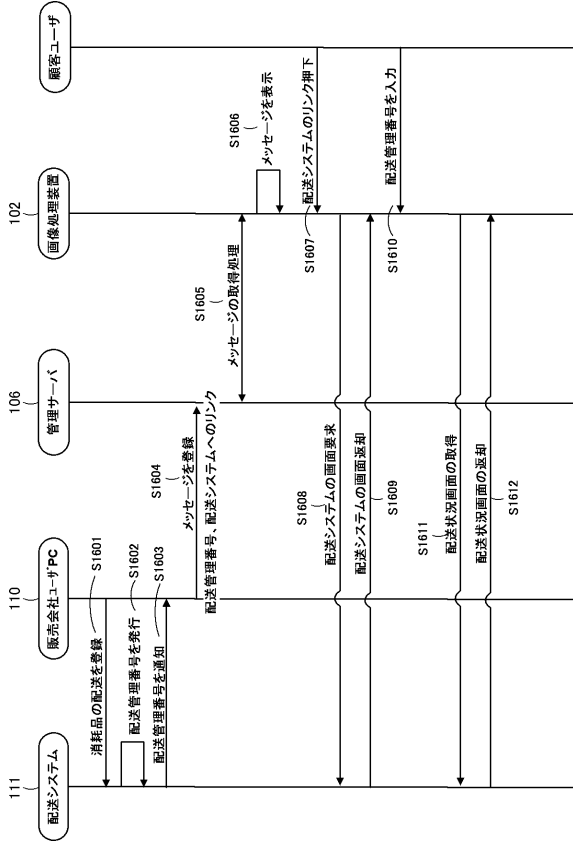 111
配送システム
110
販売会社ユーザPC
106
管理サーバ
102
画像処理装置
顧客ユーザ
S1601
消耗品の配送を登録
S1602
配送管理番号を発行
S1603
配送管理番号を通知
S1604
メッセージを登録
配送管理番号、配送システムへのリンク
S1605
メッセージの取得処理
S1606
メッセージを表示
配送システムのリンク押下
S1607
S1608
配送システムの画面要求
配送システムの画面返却
S1609
配送管理番号を入力
S1610
S1611
配送状況画面の取得
配送状況画面の返却
S1612